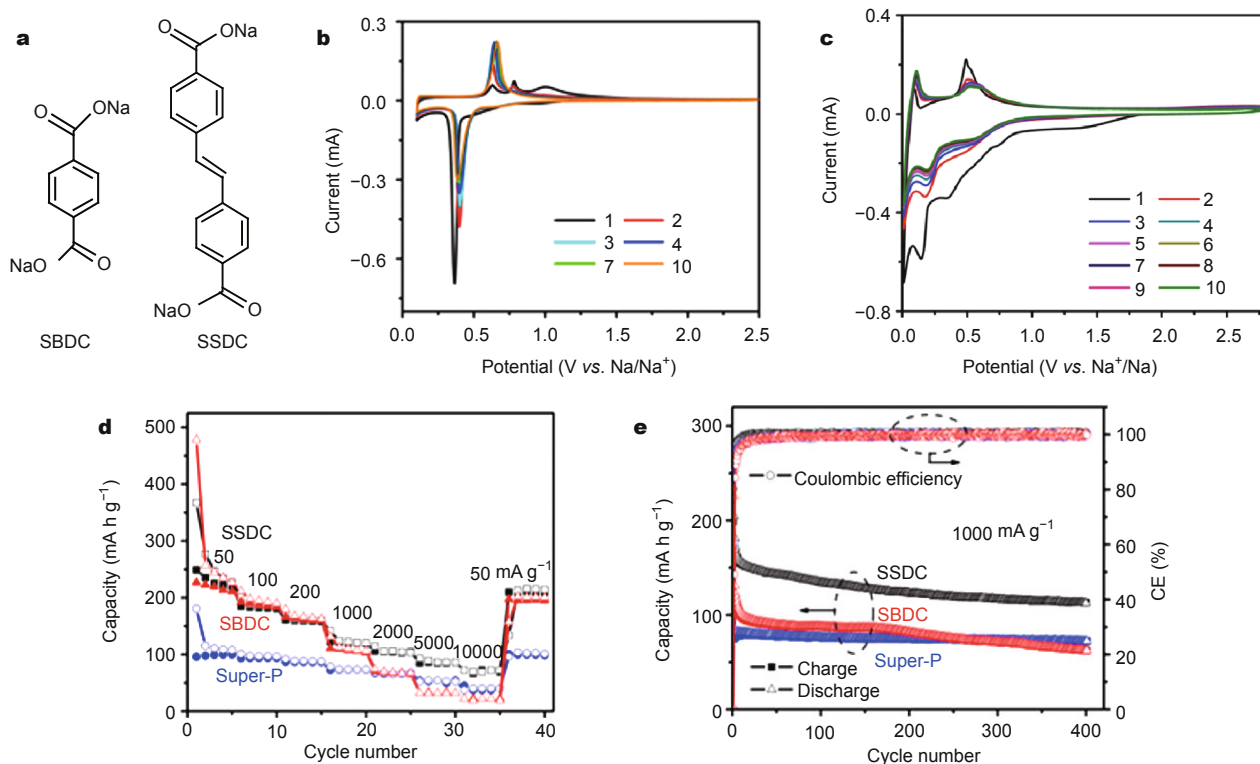 a
ONa
O
NaO
O
SBDC
ONa
O
NaO
O
SSDC
b
0.3
0.0
−0.3
−0.6
Current (mA)
1 2
3 4
7 10
0.0 0.5 1.0 1.5 2.0 2.5
Potential (V vs. Na/Na⁺)
c
0.4
0.0
−0.4
−0.8
Current (mA)
1 2
3 4
5 6
7 8
9 10
0.0 0.5 1.0 1.5 2.0 2.5
Potential (V vs. Na⁺/Na)
d
500
400
300
200
100
0
Capacity (mA h g⁻¹)
SSDC
50
100
200
1000
2000
5000
10000
50 mA g⁻¹
SBDC
Super-P
0 10 20 30 40
Cycle number
e
300
200
100
0
Capacity (mA h g⁻¹)
Coulombic efficiency
1000 mA g⁻¹
SSDC
SBDC
Super-P
Charge
Discharge
100
80
60
40
20
0
CE (%)
0 100 200 300 400
Cycle number